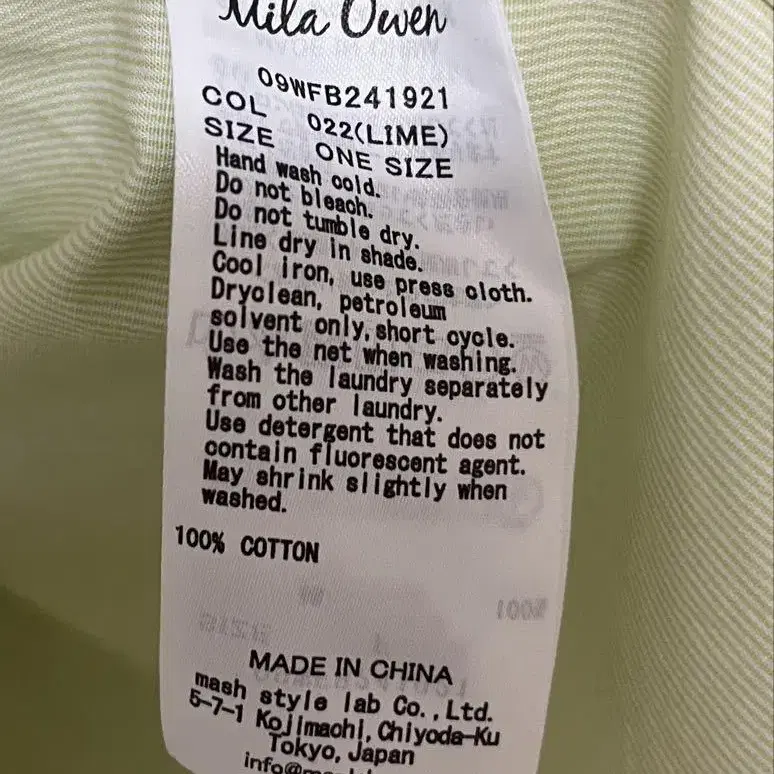 Mila Owen
09WFB241921
COL 022(LIME)
SIZE ONE SIZE
Hand wash cold.
Do not bleach.
Do not tumble dry.
Line dry in shade.
Cool iron, use press cloth.
Dryclean, petroleum
solvent only, short cycle.
Use the net when washing.
Wash the laundry separately
from other laundry.
Use detergent that does not
contain fluorescent agent.
May shrink slightly when
washed.
100% COTTON
MADE IN CHINA
mash style lab Co.,Ltd.
5-7-1 Kojimachi, Chiyoda-Ku
Tokyo, Japan